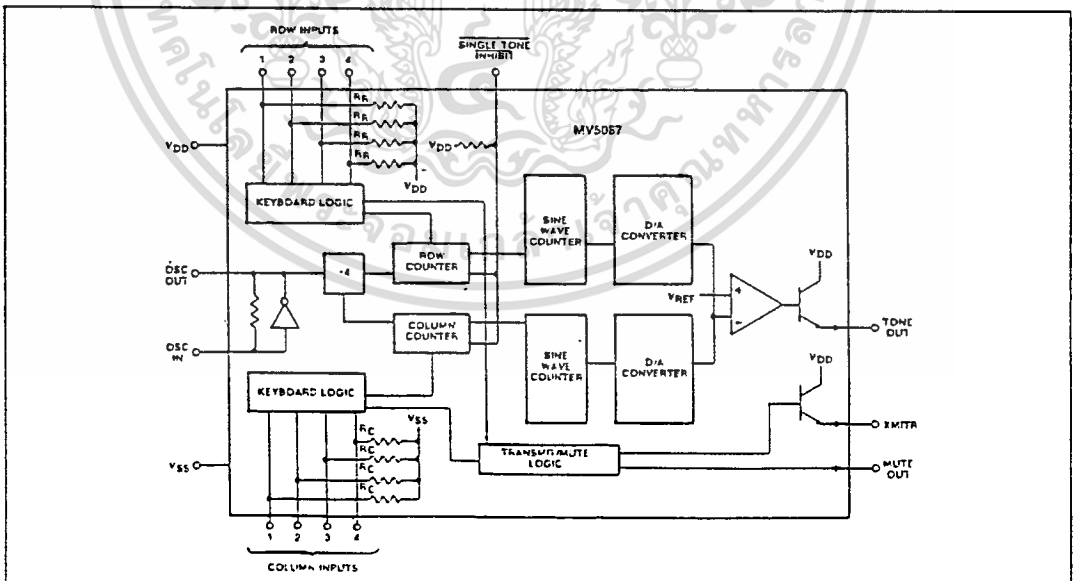 ROW INPUTS
1 2 3 4
SINGLE TONE
INHIBIT
MV5087
RR
RR
RR
RR
VDD
VDD
VDD
KEYBOARD LOGIC
SINE
WAVE
COUNTER
D/A
CONVERTER
ROW
COUNTER
OSC
OUT
÷4
VDD
VREF
+
−
TONE
OUT
COLUMN
COUNTER
OSC
IN
SINE
WAVE
COUNTER
D/A
CONVERTER
VDD
KEYBOARD LOGIC
VSS
RC
RC
RC
RC
TRANSMIT/MUTE
LOGIC
XMITR
VSS
MUTE
OUT
1 2 3 4
COLUMN INPUTS